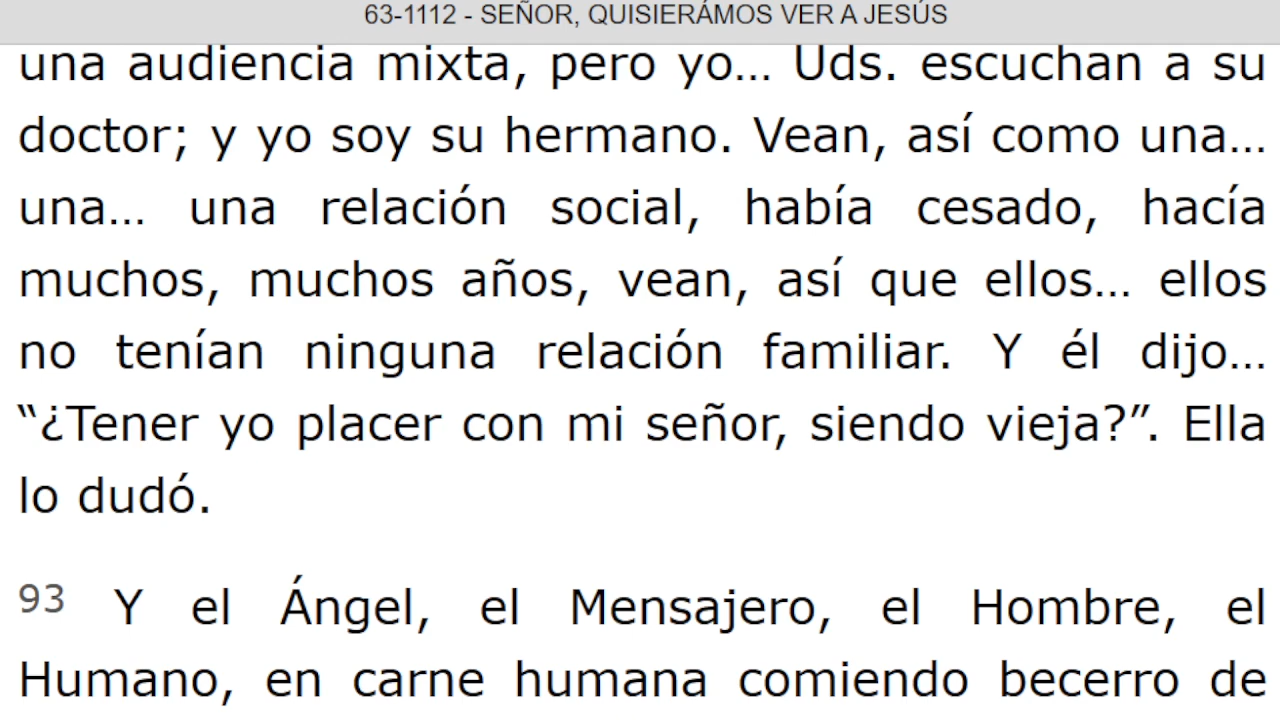 63-1112 - SEÑOR, QUISIERÁMOS VER A JESÚS
una audiencia mixta, pero yo… Uds. escuchan a su
doctor; y yo soy su hermano. Vean, así como una…
una… una relación social, había cesado, hacía
muchos, muchos años, vean, así que ellos… ellos
no tenían ninguna relación familiar. Y él dijo…
“¿Tener yo placer con mi señor, siendo vieja?”. Ella
lo dudó.
93 Y el Ángel, el Mensajero, el Hombre, el
Humano, en carne humana comiendo becerro de